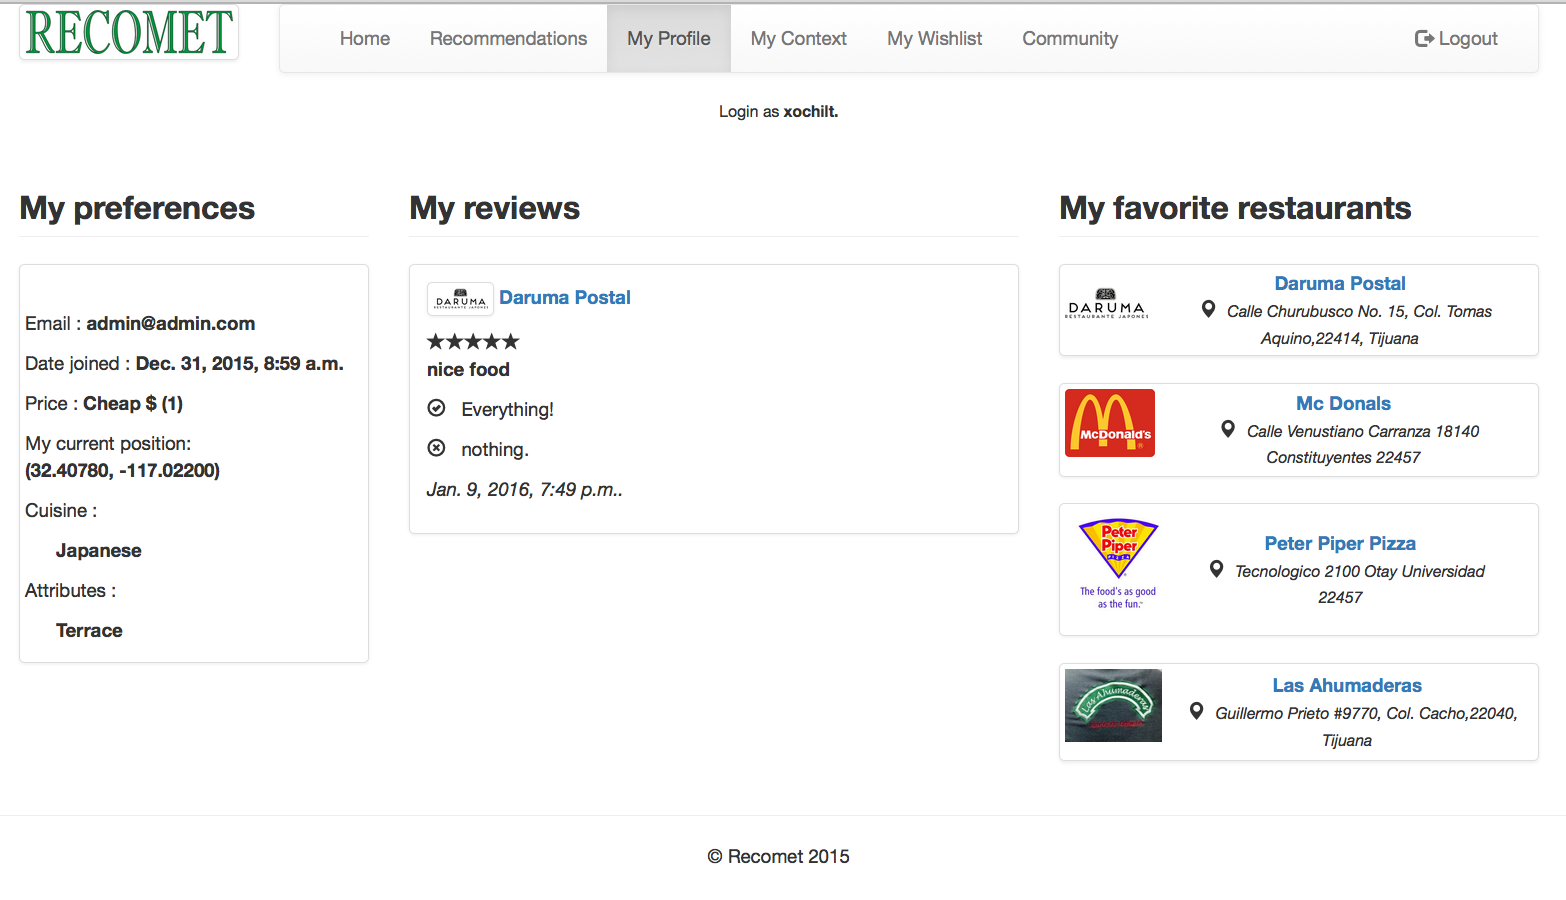 RECOMET
Home Recommendations My Profile My Context My Wishlist Community Logout
Login as xochilt.
My preferences
Email : admin@admin.com
Date joined : Dec. 31, 2015, 8:59 a.m.
Price : Cheap $ (1)
My current position:
(32.40780, -117.02200)
Cuisine :
Japanese
Attributes :
Terrace
My reviews
DARUMA
RESTAURANTE JAPONES
Daruma Postal
nice food
Everything!
nothing.
Jan. 9, 2016, 7:49 p.m..
My favorite restaurants
DARUMA
RESTAURANTE JAPONES
Daruma Postal
Calle Churubusco No. 15, Col. Tomas
Aquino,22414, Tijuana
McDonald's
Mc Donals
Calle Venustiano Carranza 18140
Constituyentes 22457
Peter
Piper
PIZZA
The food's as good
as the fun.™
Peter Piper Pizza
Tecnologico 2100 Otay Universidad
22457
Las Ahumaderas
Las Ahumaderas
Guillermo Prieto #9770, Col. Cacho,22040,
Tijuana
© Recomet 2015